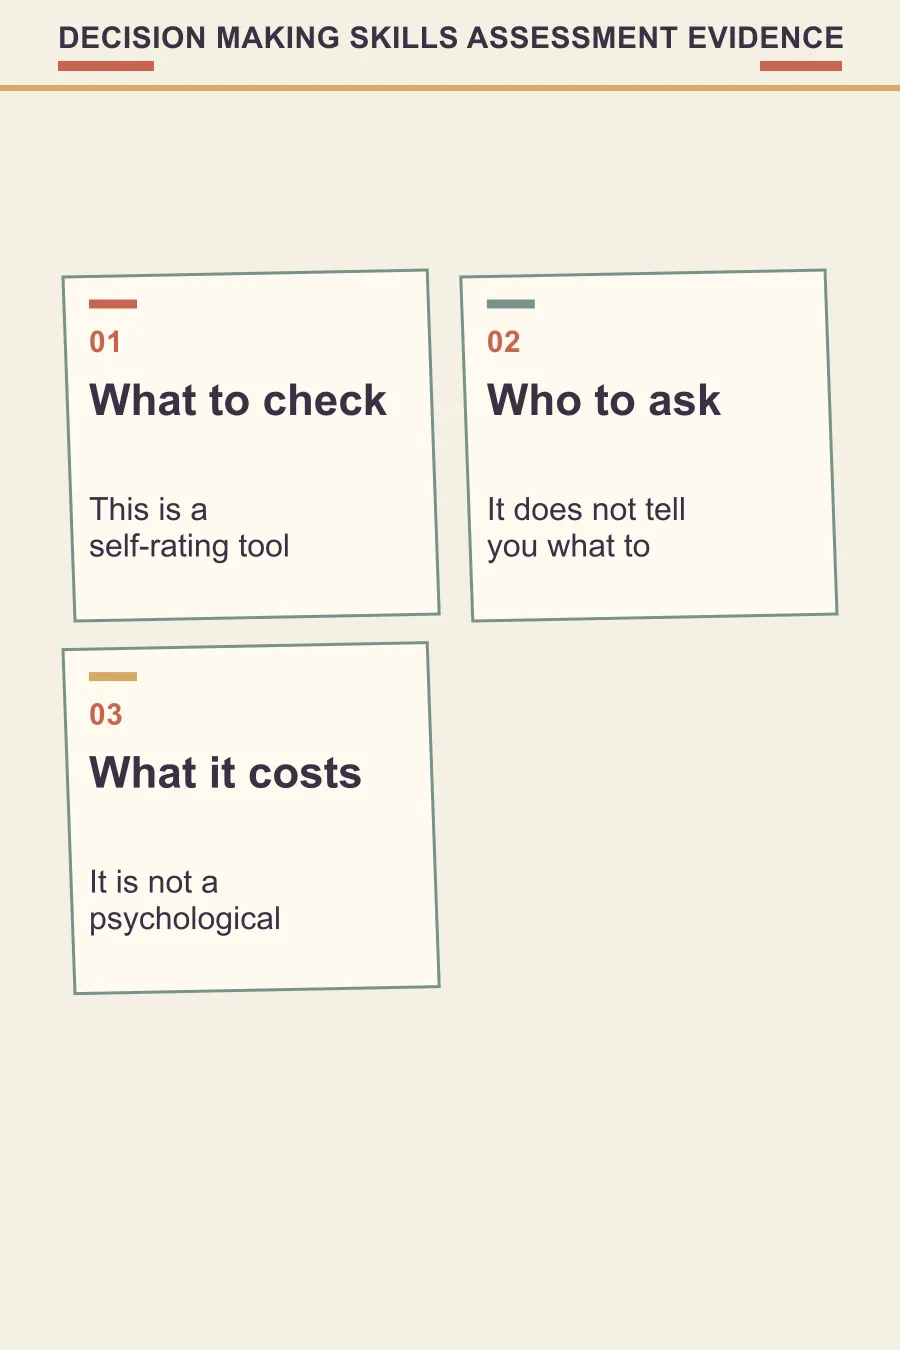 DECISION MAKING SKILLS ASSESSMENT EVIDENCE
01
What to check
This is a
self-rating tool
02
Who to ask
It does not tell
you what to
03
What it costs
It is not a
psychological